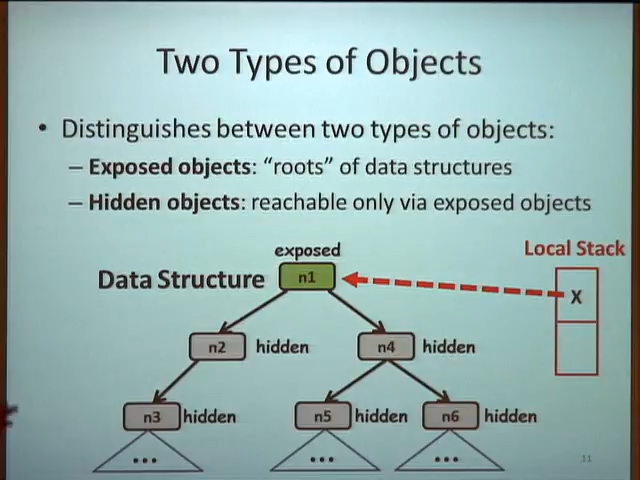 Two Types of Objects
• Distinguishes between two types of objects:
– Exposed objects: “roots” of data structures
– Hidden objects: reachable only via exposed objects
exposed
Local Stack
Data Structure
n1
X
n2
hidden
n4
hidden
n3
hidden
n5
hidden
n6
hidden
...
...
...
11